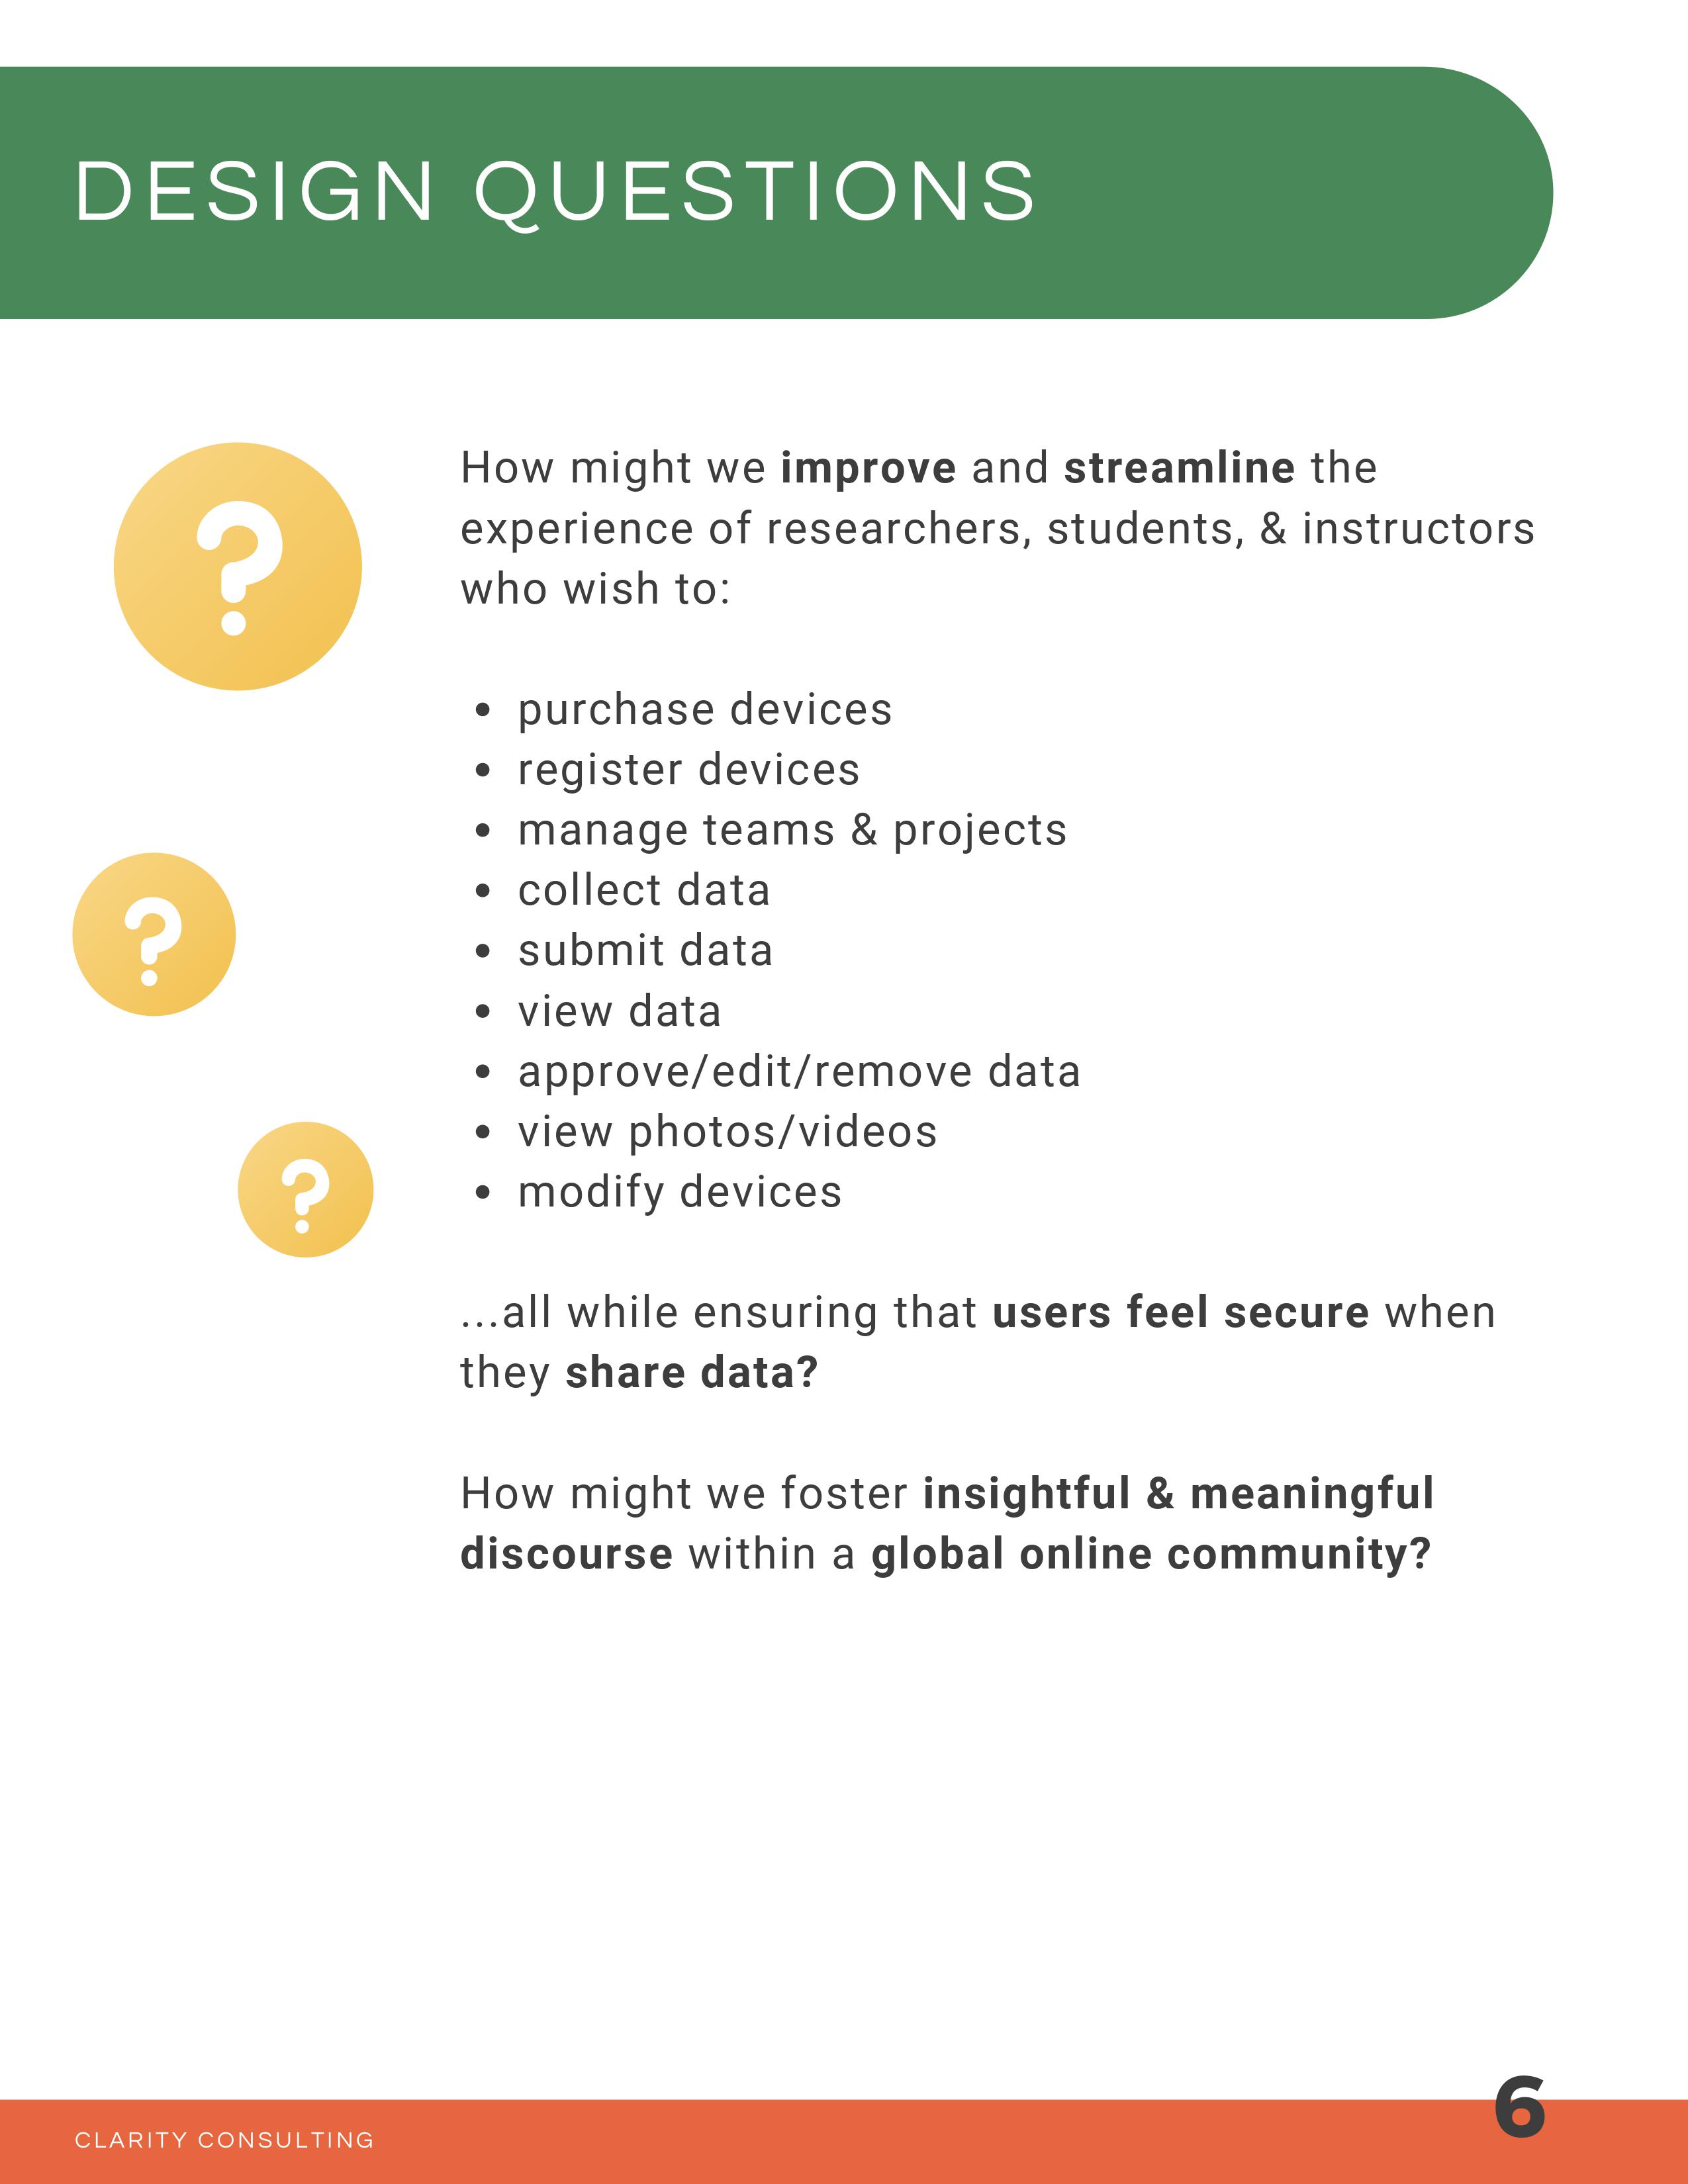 DESIGN QUESTIONS
?
How might we improve and streamline the
experience of researchers, students, & instructors
who wish to:
• purchase devices
• register devices
• manage teams & projects
?
• collect data
• submit data
• view data
• approve/edit/remove data
• view photos/videos
?
• modify devices
...all while ensuring that users feel secure when
they share data?
How might we foster insightful & meaningful
discourse within a global online community?
CLARITY CONSULTING
6